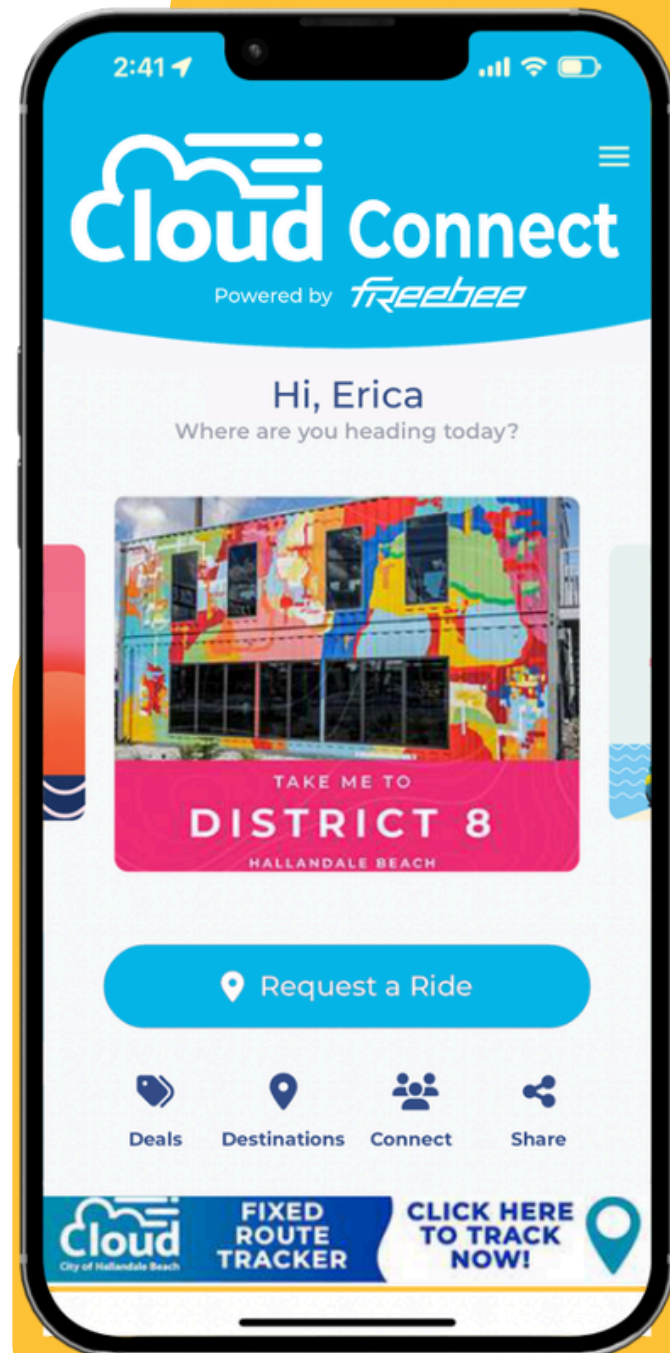 2:41
Cloud Connect
Powered by freebee
Hi, Erica
Where are you heading today?
TAKE ME TO
DISTRICT 8
HALLANDALE BEACH
Request a Ride
Deals Destinations Connect Share
Cloud
City of Hallandale Beach
FIXED
ROUTE
TRACKER
CLICK HERE
TO TRACK
NOW!